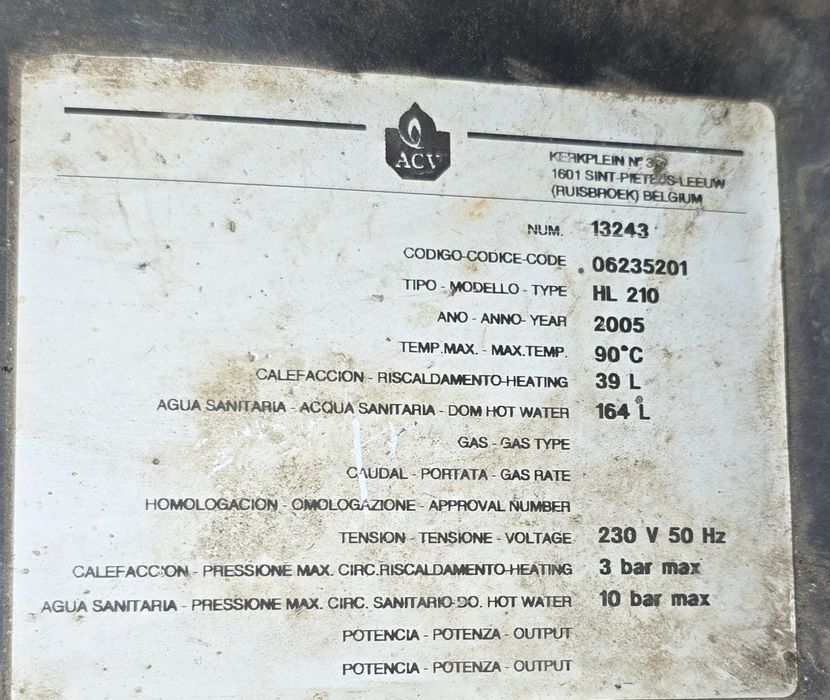 ACV
KERKPLEIN Nº 39
1601 SINT-PIETERS-LEEUW
(RUISBROEK) BELGIUM
NUM. 13243
CODIGO-CODICE-CODE 06235201
TIPO - MODELLO - TYPE HL 210
ANO - ANNO- YEAR 2005
TEMP.MAX. - MAX.TEMP. 90°C
CALEFACCION - RISCALDAMENTO-HEATING 39 L
AGUA SANITARIA - ACQUA SANITARIA - DOM HOT WATER 164 L
GAS - GAS TYPE
CAUDAL - PORTATA - GAS RATE
HOMOLOGACION - OMOLOGAZIONE - APPROVAL NUMBER
TENSION - TENSIONE - VOLTAGE 230 V 50 Hz
CALEFACCION - PRESSIONE MAX. CIRC.RISCALDAMENTO-HEATING 3 bar max
AGUA SANITARIA - PRESSIONE MAX. CIRC. SANITARIO-DO. HOT WATER 10 bar max
POTENCIA - POTENZA - OUTPUT
POTENCIA - POTENZA - OUTPUT